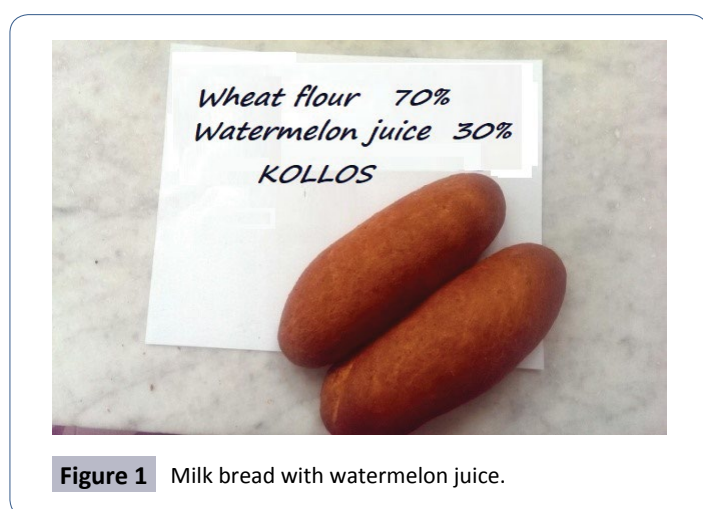 Wheat flour 70%
Watermelon juice 30%
KOLLOS
Figure 1 Milk bread with watermelon juice.